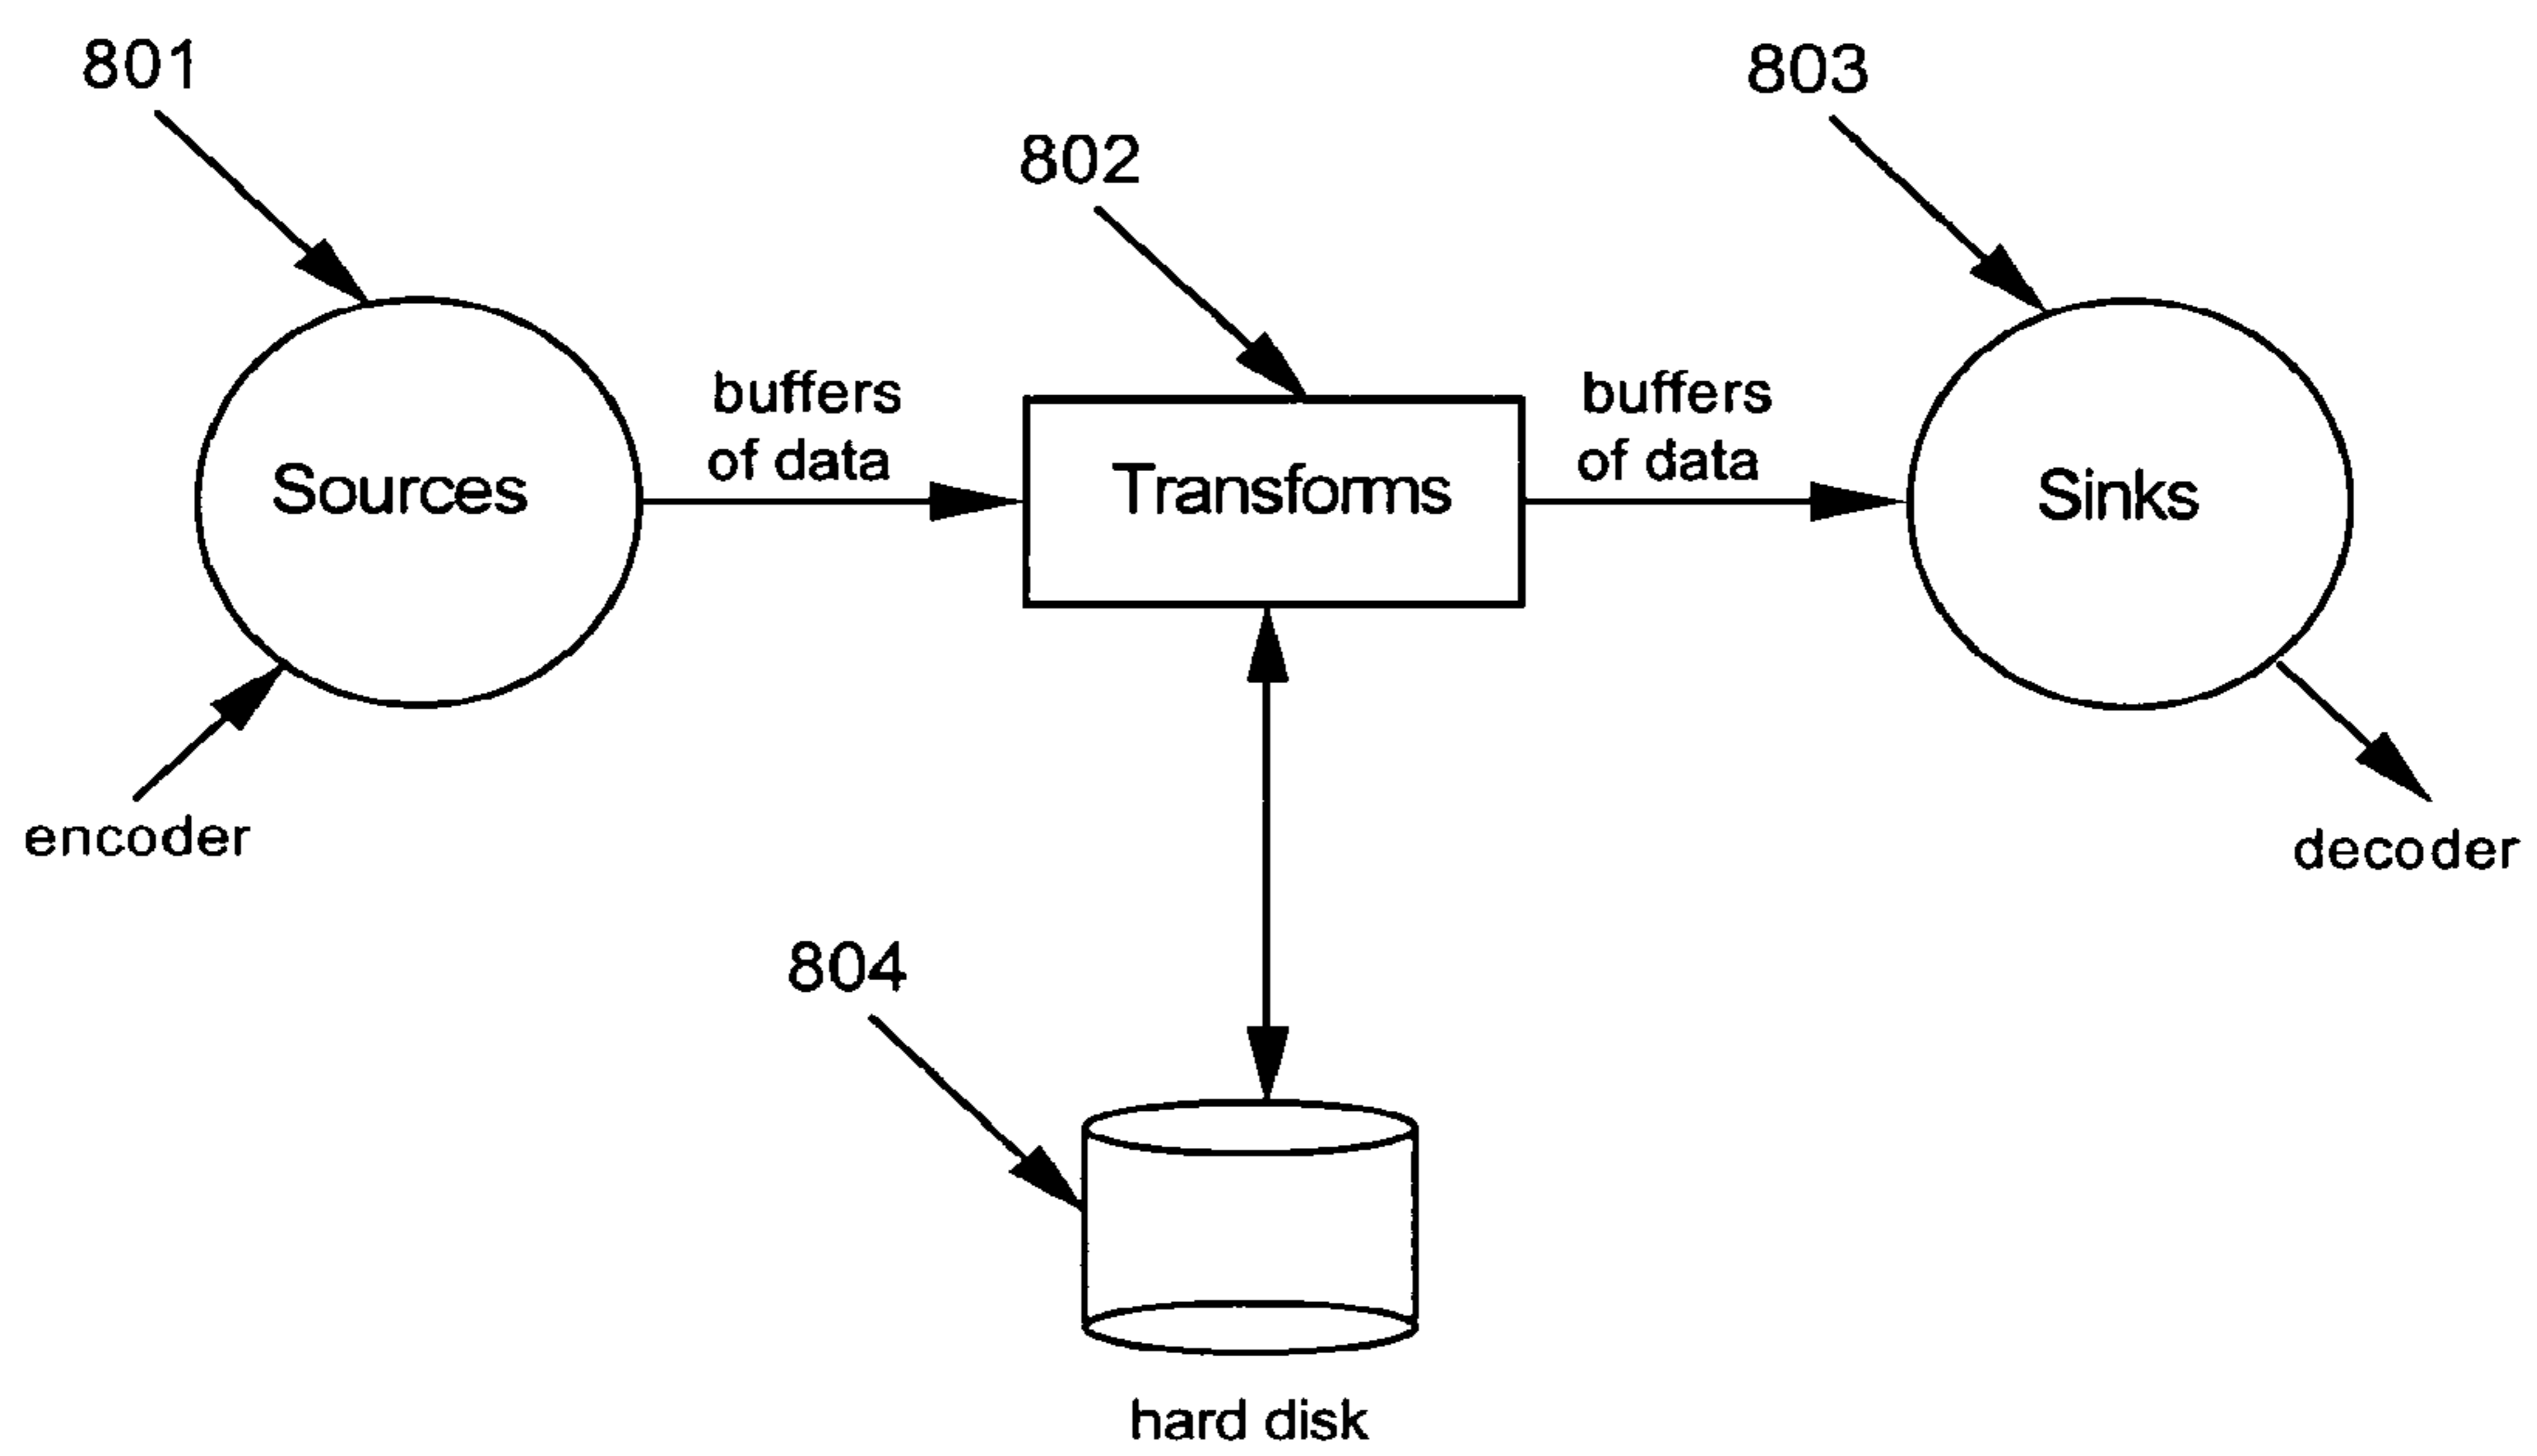 801
803
802
buffers
of data
buffers
of data
Sources
Transforms
Sinks
encoder
decoder
804
hard disk